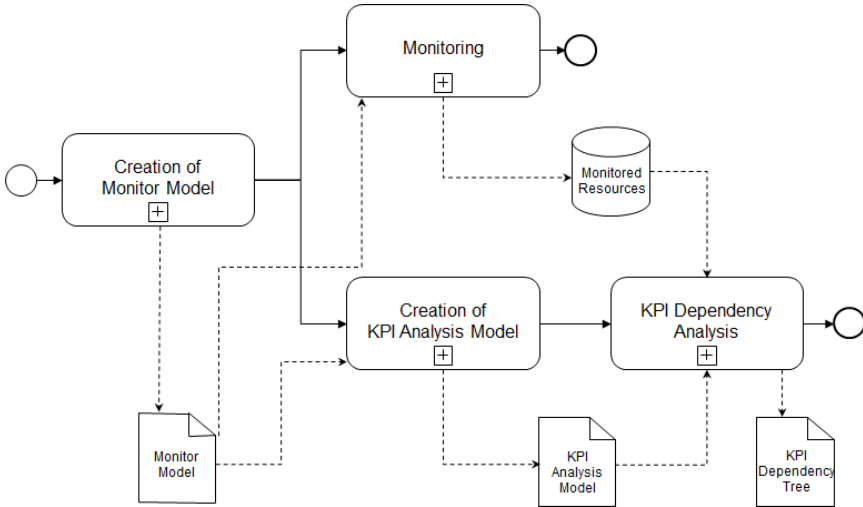 Monitoring
Creation of
Monitor Model
Monitored
Resources
Creation of
KPI Analysis Model
KPI Dependency
Analysis
Monitor
Model
KPI
Analysis
Model
KPI
Dependency
Tree